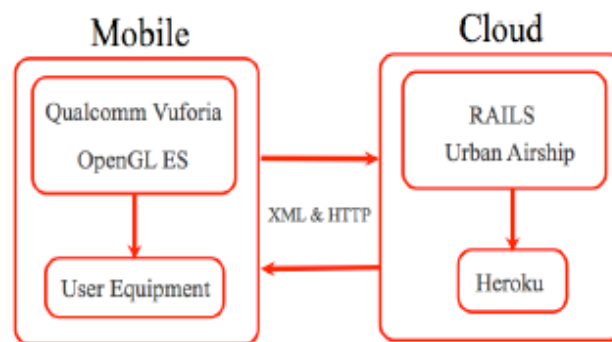 Mobile
Cloud
Qualcomm Vuforia
OpenGL ES
RAILS
Urban Airship
XML & HTTP
User Equipment
Heroku